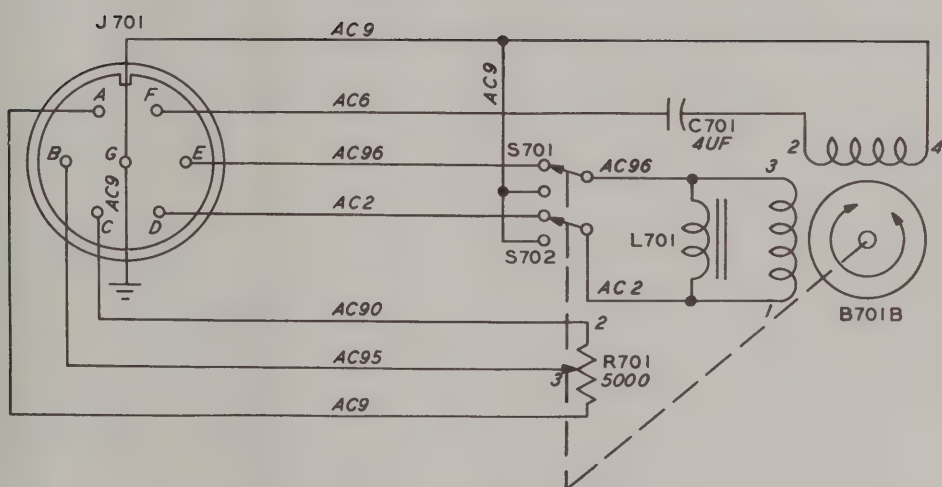 J701
AC9
A
F
AC6
AC9
C701
4UF
2
4
B
G
E
AC96
S701
AC96
3
AC9
C
D
AC2
L701
S702
AC2
1
B701B
AC90
2
AC95
3
R701
5000
AC9